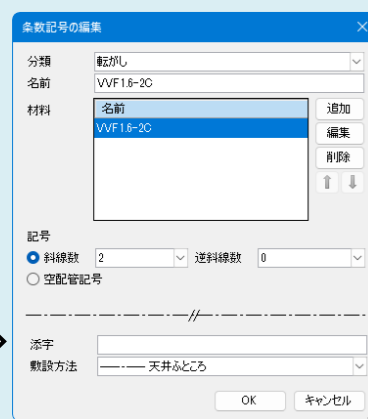 条数記号の編集
分類 転がし
名前 VVF1.6-2C
材料 名前 追加
VVF1.6-2C 編集
削除
記号
斜線数 2 逆斜線数 0
空配管記号
添字
敷設方法 天井ふところ
OK キャンセル